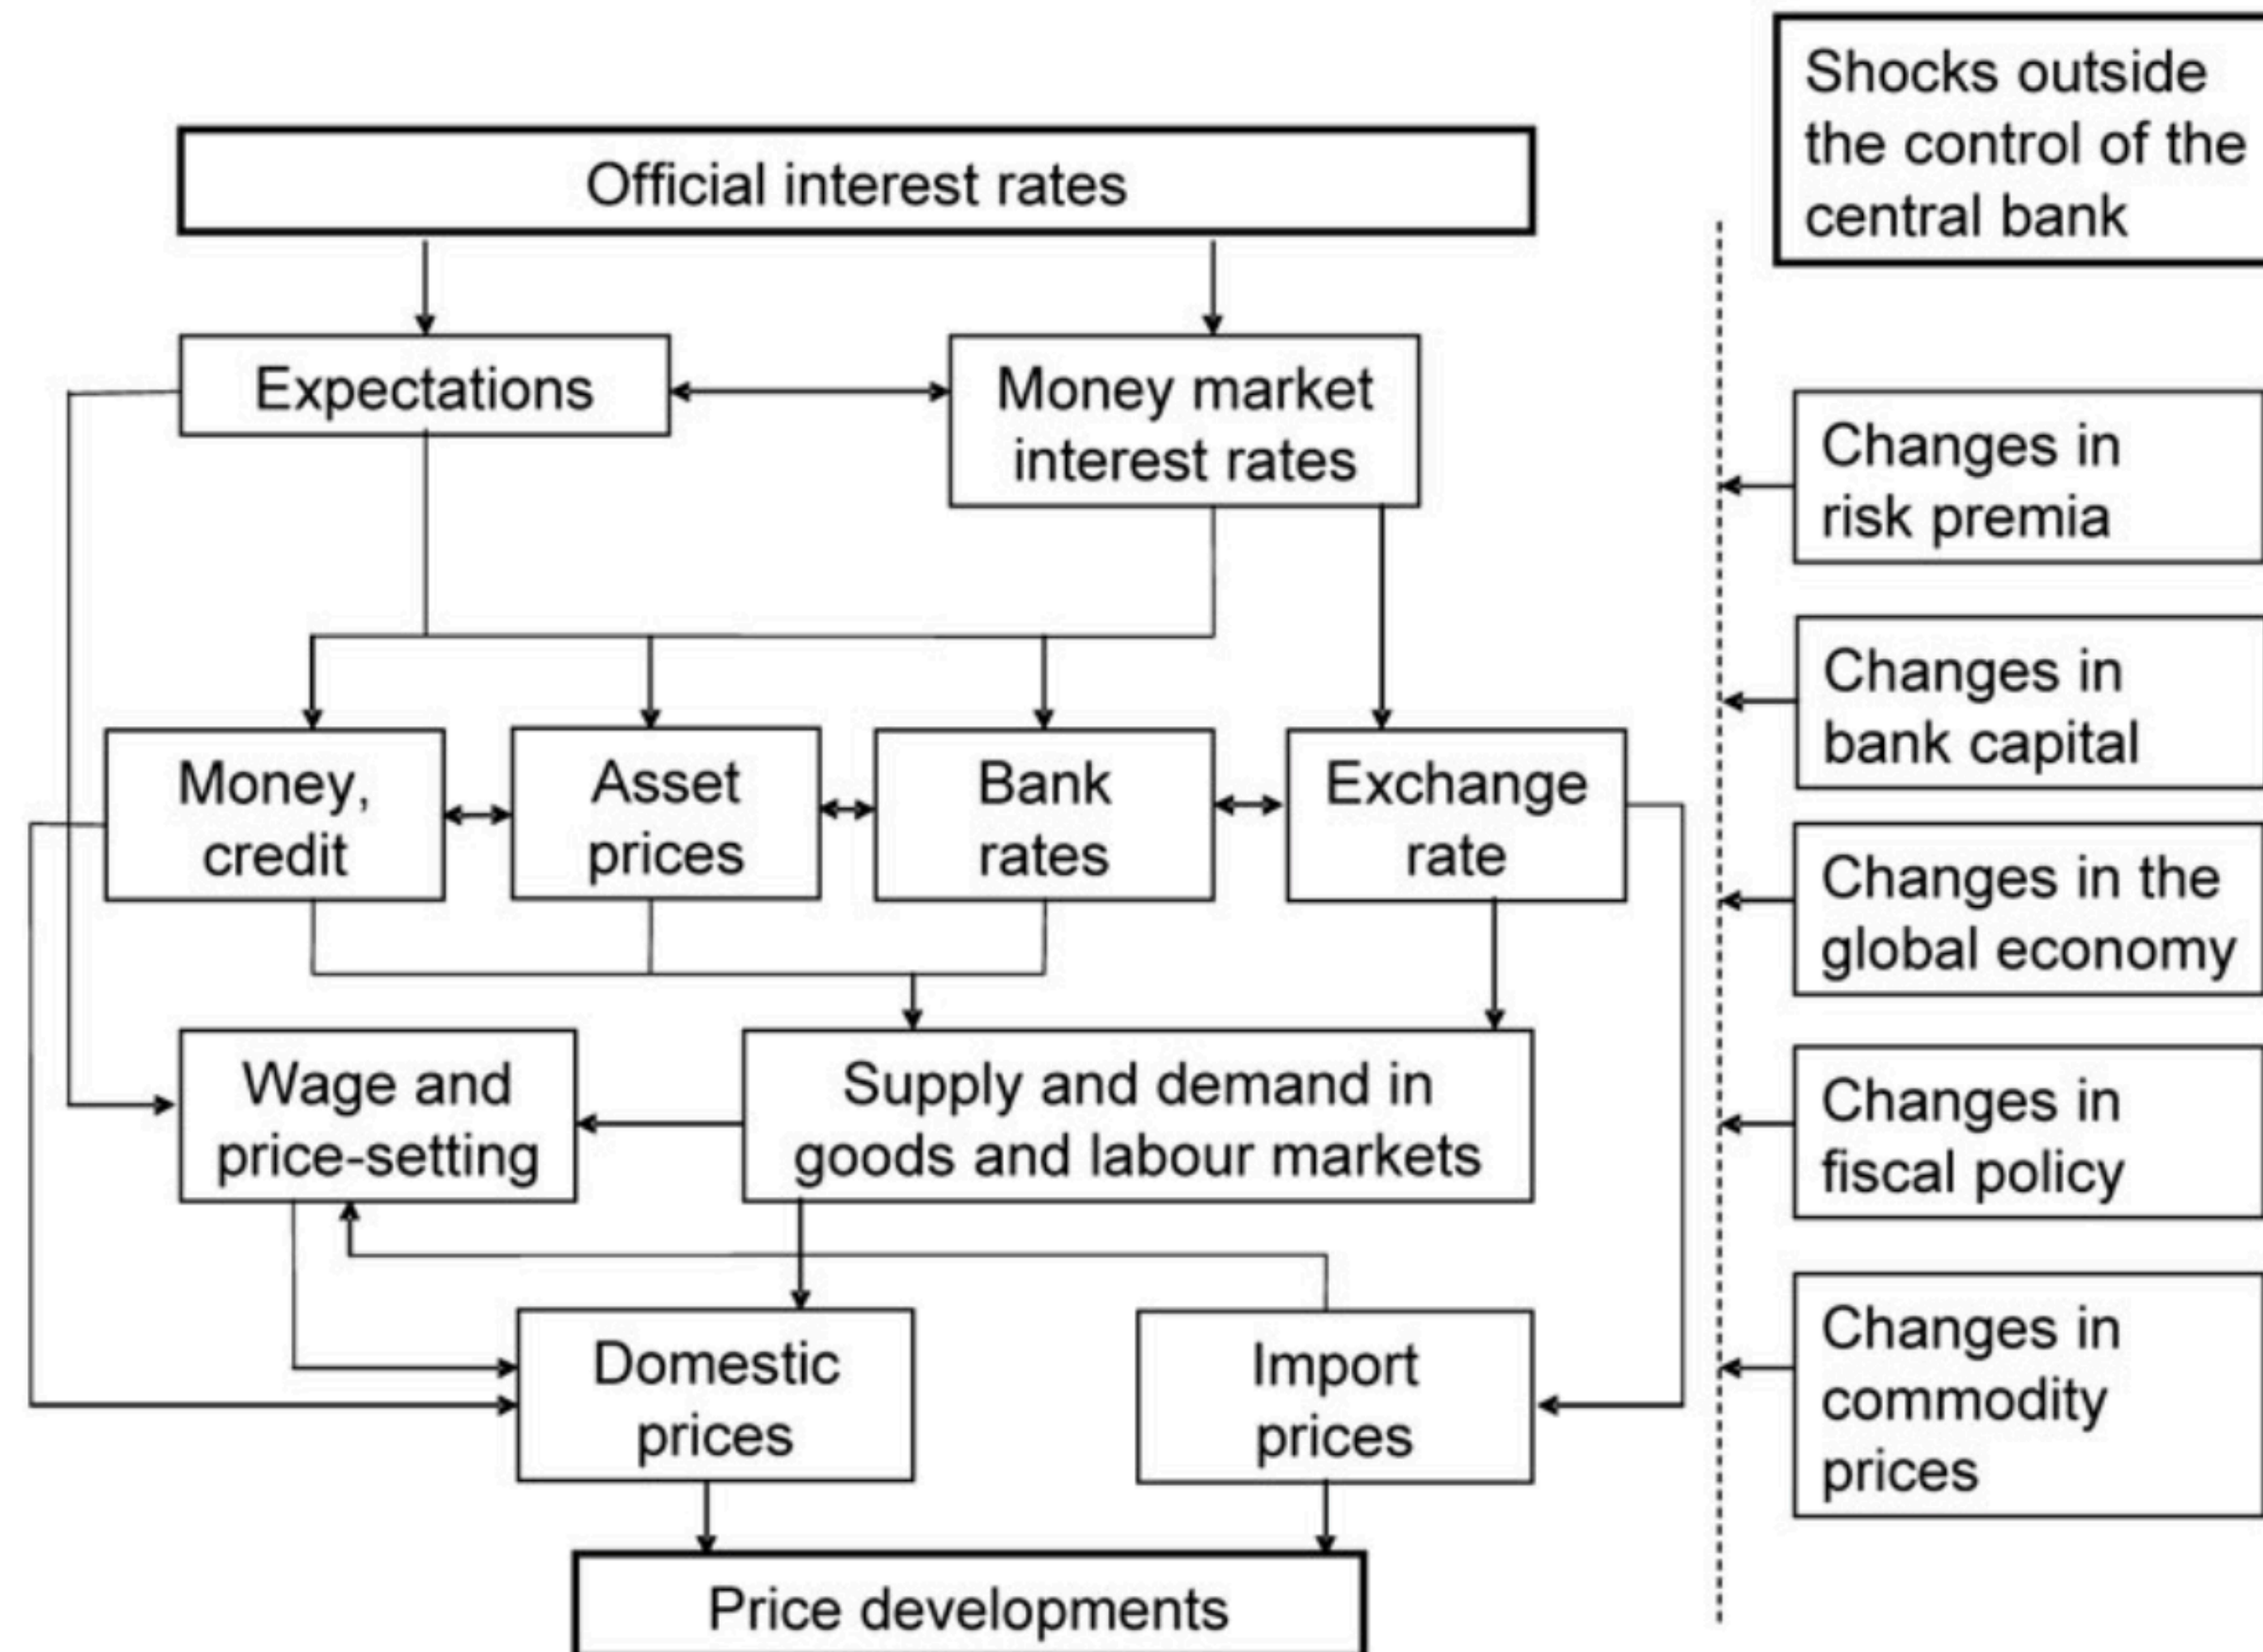 Shocks outside
the control of the
central bank
Official interest rates
Expectations
Money market
interest rates
Changes in
risk premia
Changes in
bank capital
Money,
credit
Asset
prices
Bank
rates
Exchange
rate
Changes in the
global economy
Wage and
price-setting
Supply and demand in
goods and labour markets
Changes in
fiscal policy
Domestic
prices
Import
prices
Changes in
commodity
prices
Price developments